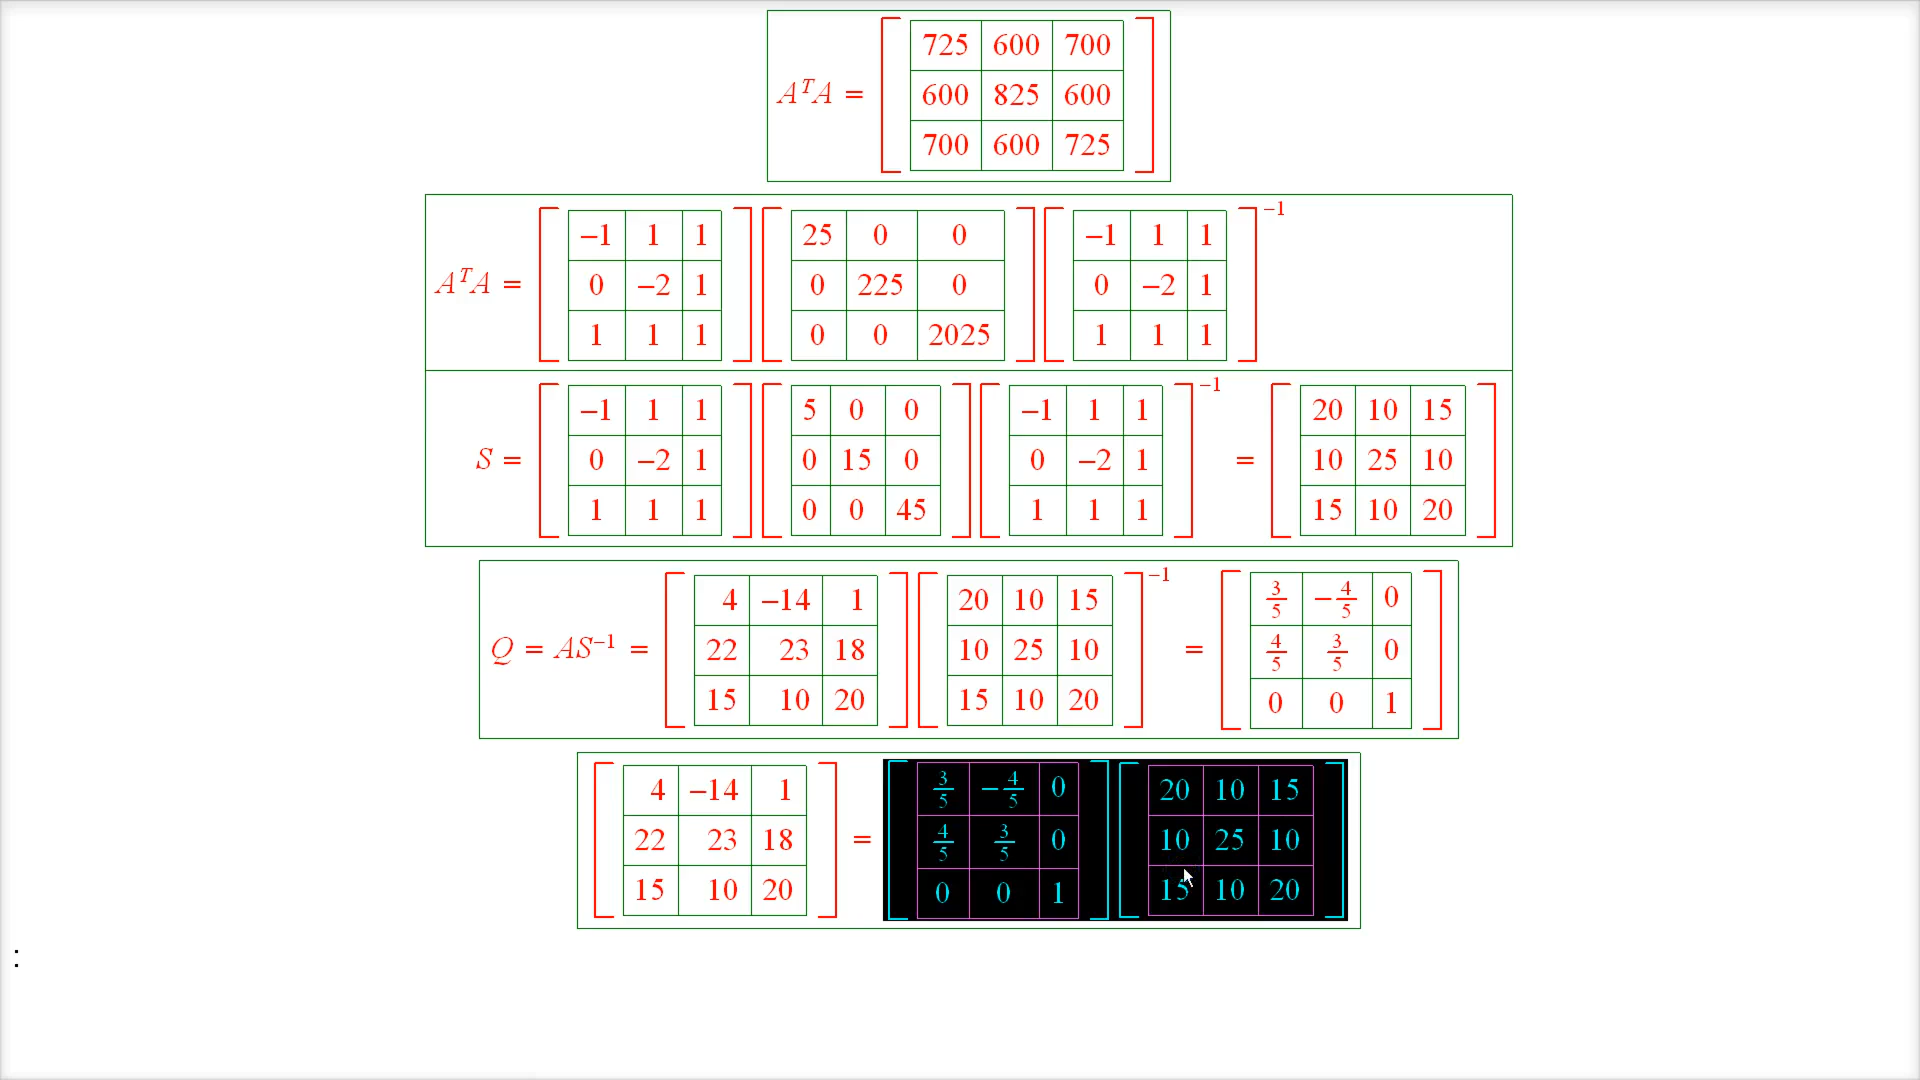 AᵀA = [725 600 700; 600 825 600; 700 600 725]
AᵀA = [−1 1 1; 0 −2 1; 1 1 1] [25 0 0; 0 225 0; 0 0 2025] [−1 1 1; 0 −2 1; 1 1 1]⁻¹
S = [−1 1 1; 0 −2 1; 1 1 1] [5 0 0; 0 15 0; 0 0 45] [−1 1 1; 0 −2 1; 1 1 1]⁻¹ = [20 10 15; 10 25 10; 15 10 20]
Q = AS⁻¹ = [4 −14 1; 22 23 18; 15 10 20] [20 10 15; 10 25 10; 15 10 20]⁻¹ = [3/5 −4/5 0; 4/5 3/5 0; 0 0 1]
[4 −14 1; 22 23 18; 15 10 20] = [3/5 −4/5 0; 4/5 3/5 0; 0 0 1] [20 10 15; 10 25 10; 15 10 20]
: